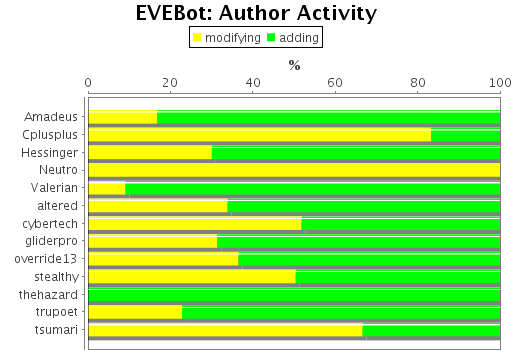 EVEBot: Author Activity
modifying adding
%
0 20 40 60 80 100
Amadeus
Cplusplus
Hessinger
Neutro
Valerian
altered
cybertech
gliderpro
override13
stealthy
thehazard
trupoet
tsumari